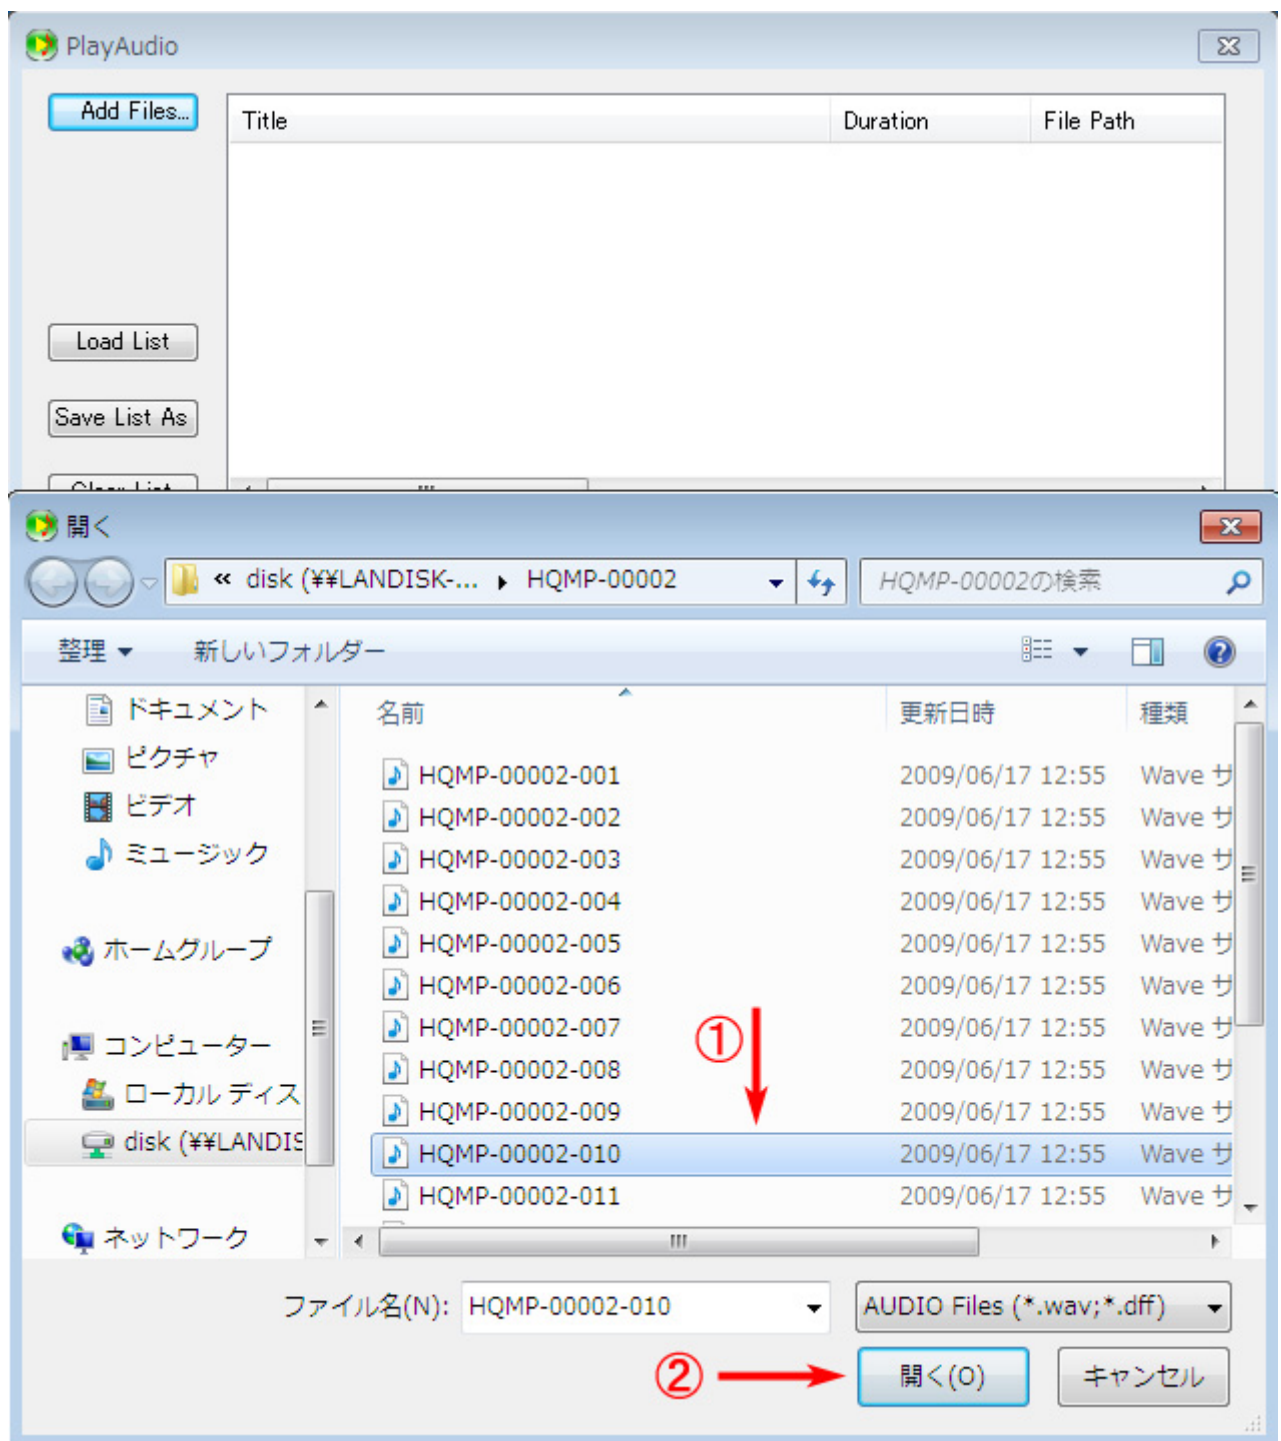 PlayAudio
Add Files...
Title Duration File Path
Load List
Save List As
Clear List
開く
« disk (¥¥LANDISK-... ▸ HQMP-00002 HQMP-00002の検索
整理 新しいフォルダー
ドキュメント
ピクチャ
ビデオ
ミュージック
ホームグループ
コンピューター
ローカル ディス
disk (¥¥LANDIS
ネットワーク
名前 更新日時 種類
HQMP-00002-001 2009/06/17 12:55 Wave サ
HQMP-00002-002 2009/06/17 12:55 Wave サ
HQMP-00002-003 2009/06/17 12:55 Wave サ
HQMP-00002-004 2009/06/17 12:55 Wave サ
HQMP-00002-005 2009/06/17 12:55 Wave サ
HQMP-00002-006 2009/06/17 12:55 Wave サ
HQMP-00002-007 2009/06/17 12:55 Wave サ
①
HQMP-00002-008 2009/06/17 12:55 Wave サ
HQMP-00002-009 2009/06/17 12:55 Wave サ
HQMP-00002-010 2009/06/17 12:55 Wave サ
HQMP-00002-011 2009/06/17 12:55 Wave サ
ファイル名(N): HQMP-00002-010 AUDIO Files (*.wav;*.dff)
② 開く(O) キャンセル